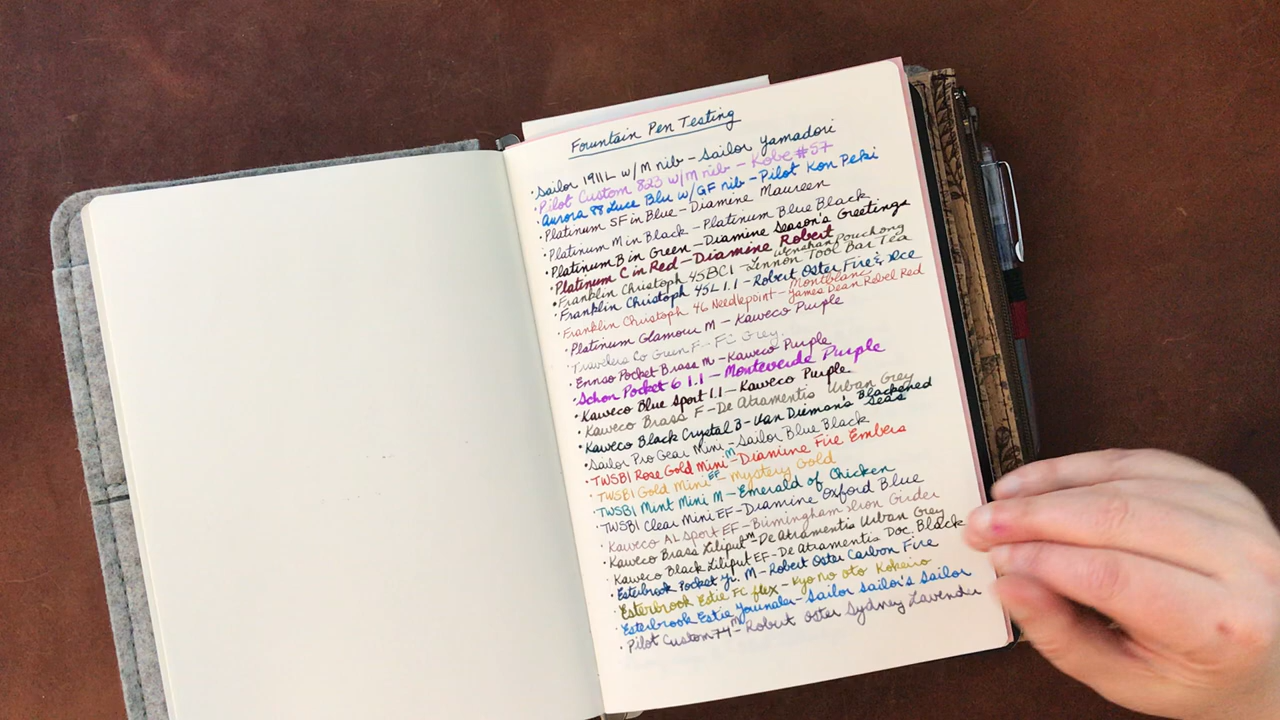 Fountain Pen Testing
• Sailor 1911L w/M nib - Sailor Yamadori
• Pilot Custom 823 w/M nib - Kobe #57
• Aurora 88 Luce Blu w/GF nib - Pilot Kon Peki
• Platinum SF in Blue - Diamine Maureen
• Platinum M in Black - Platinum Blue Black
• Platinum B in Green - Diamine Season's Greetings
• Platinum C in Red - Diamine Robert
• Franklin Christoph 45BC1 - Wenshan Pouchong Lennon Tool Bar Tea
• Franklin Christoph 45L 1.1 - Robert Oster Fire & Ice
• Franklin Christoph 46 Needlepoint - Montblanc James Dean Rebel Red
• Platinum Glamour M - Kaweco Purple
• Travelers Co Green F - FC Grey
• Ensso Pocket Brass M - Kaweco Purple
• Schon Pocket 6 1.1 - Monteverde Purple
• Kaweco Blue Sport 1.1 - Kaweco Purple
• Kaweco Brass F - De Atramentis Urban Grey
• Kaweco Black Crystal B - Van Dieman's Blackened Seas
• Sailor Pro Gear Mini - Sailor Blue Black
• TWSBI Rose Gold Mini M - Diamine Fire Embers
• TWSBI Gold Mini EF - Mystery Gold
• TWSBI Mint Mini M - Emerald of Chicken
• TWSBI Clear Mini EF - Diamine Oxford Blue
• Kaweco AL Sport EF - Birmingham Iron Girder
• Kaweco Brass Liliput M - De Atramentis Urban Grey
• Kaweco Black Liliput EF - De Atramentis Doc. Black
• Esterbrook Pocket Jr. M - Robert Oster Carbon Fire
• Esterbrook Estie FC flex - Kyo no oto Kokeiro
• Esterbrook Estie Journaler - Sailor Sailor's Sailor
• Pilot Custom 74 M - Robert Oster Sydney Lavender